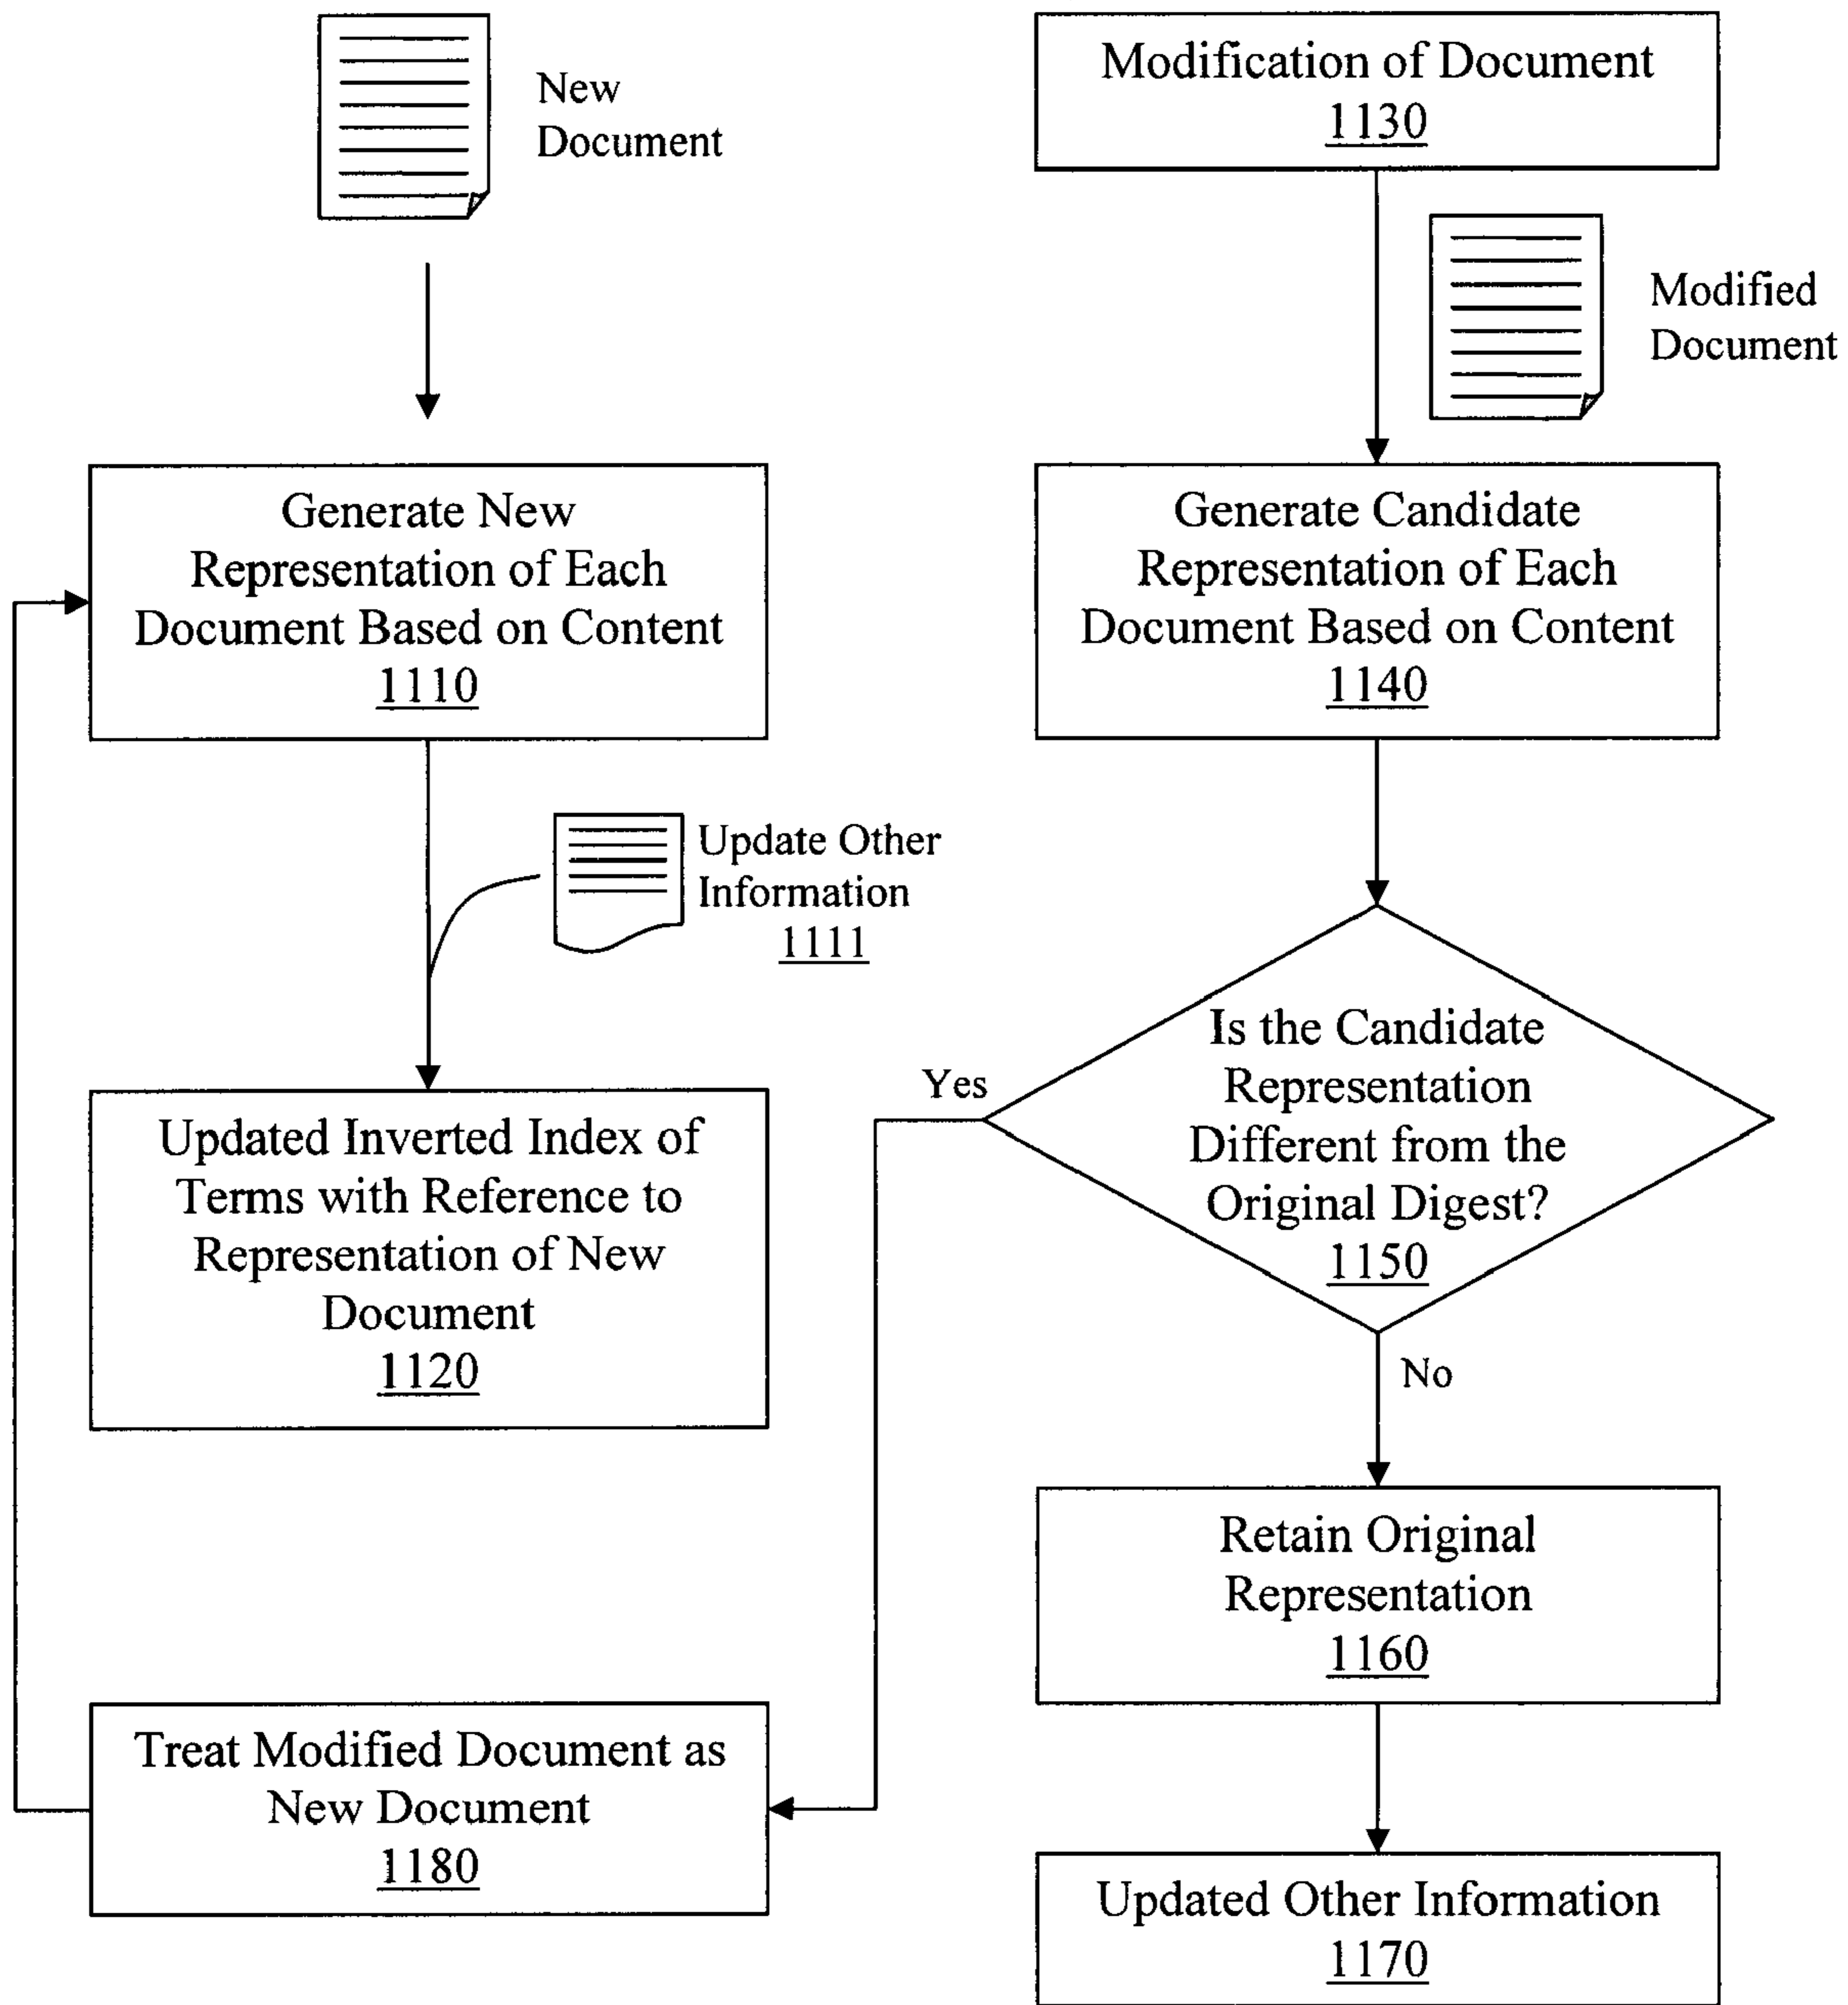 New
Document
Generate New
Representation of Each
Document Based on Content
1110
Update Other
Information
1111
Updated Inverted Index of
Terms with Reference to
Representation of New
Document
1120
Treat Modified Document as
New Document
1180
Modification of Document
1130
Modified
Document
Generate Candidate
Representation of Each
Document Based on Content
1140
Is the Candidate
Representation
Different from the
Original Digest?
1150
Yes
No
Retain Original
Representation
1160
Updated Other Information
1170